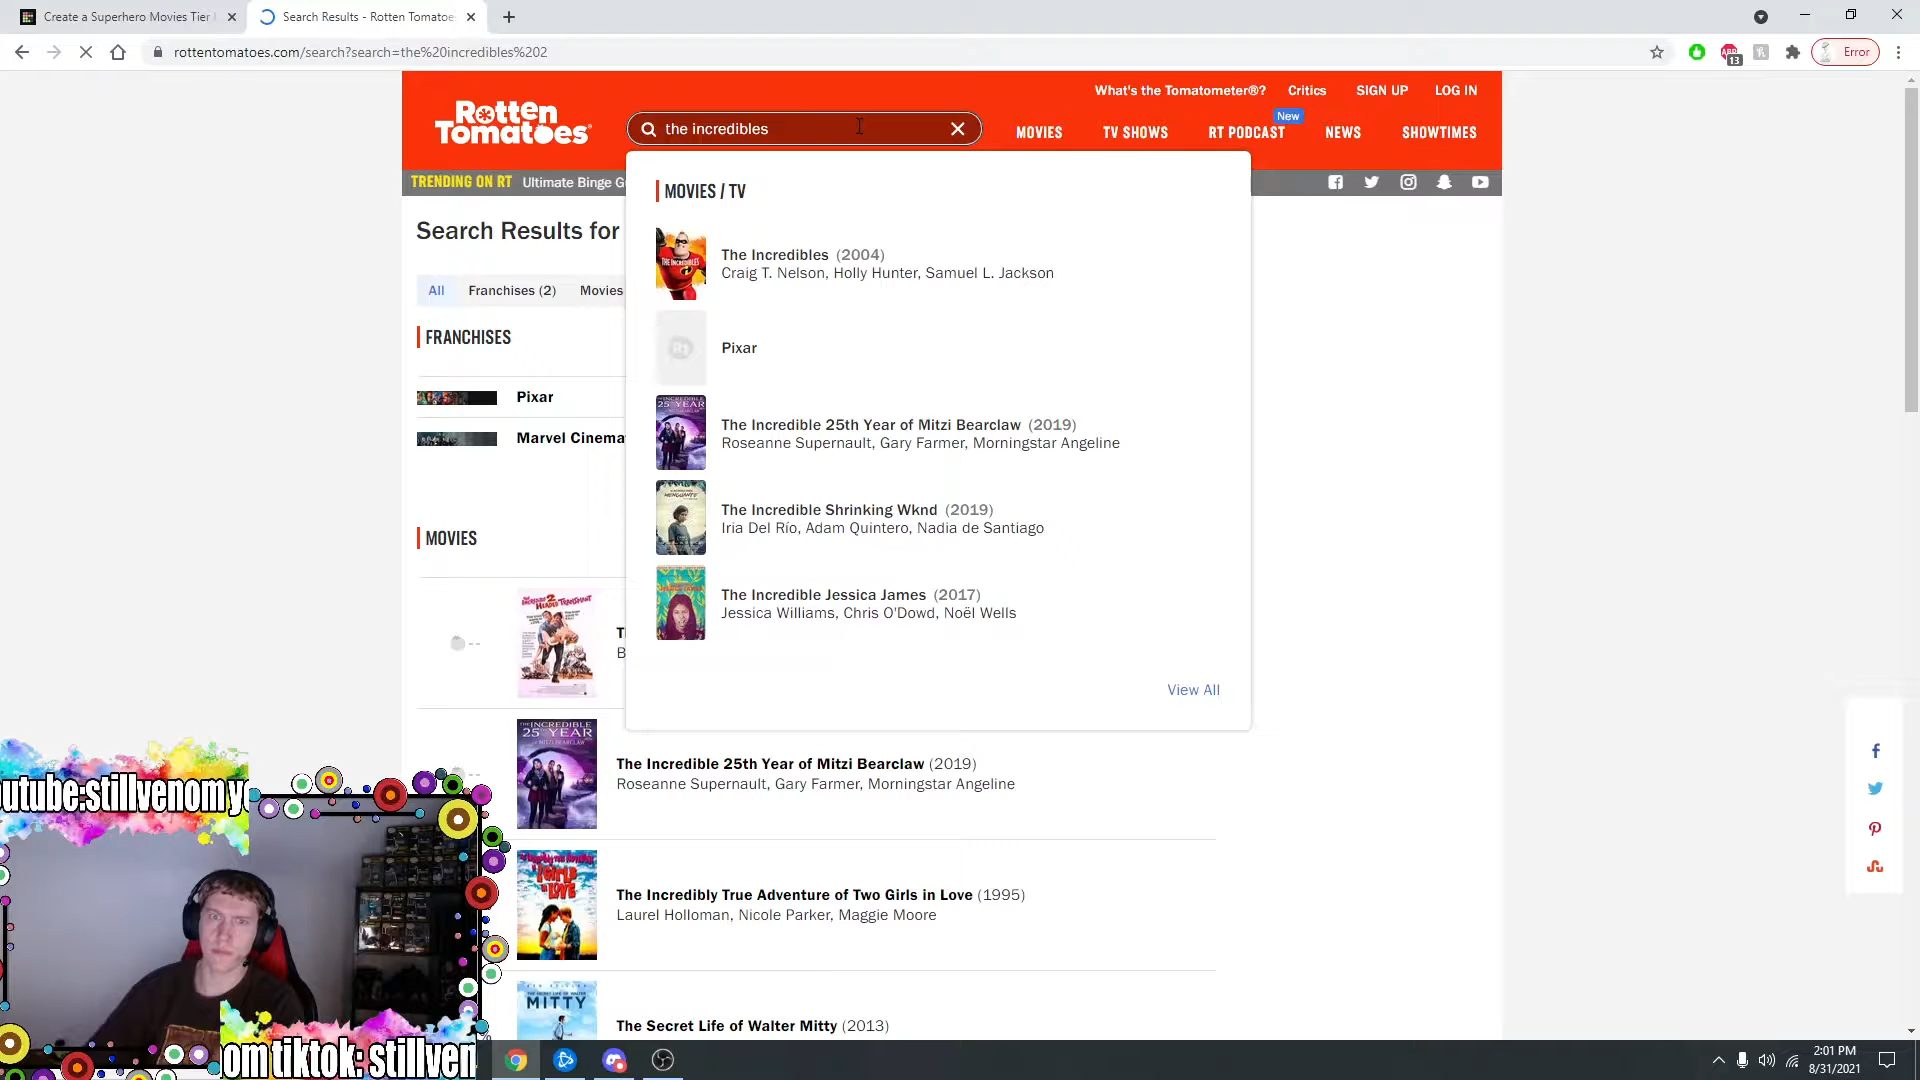 Create a Superhero Movies Tier
Search Results - Rotten Tomatoe
rottentomatoes.com/search?search=the%20incredibles%202
13
Error
What's the Tomatometer®?
Critics
SIGN UP
LOG IN
Rotten
Tomatoes
the incredibles
New
MOVIES
TV SHOWS
RT PODCAST
NEWS
SHOWTIMES
TRENDING ON RT
Ultimate Binge G
Search Results for
MOVIES / TV
The Incredibles (2004)
Craig T. Nelson, Holly Hunter, Samuel L. Jackson
All
Franchises (2)
Movies
FRANCHISES
Pixar
Pixar
Marvel Cinema
The Incredible 25th Year of Mitzi Bearclaw (2019)
Roseanne Supernault, Gary Farmer, Morningstar Angeline
The Incredible Shrinking Wknd (2019)
Iria Del Río, Adam Quintero, Nadia de Santiago
MOVIES
The Incredible Jessica James (2017)
Jessica Williams, Chris O'Dowd, Noël Wells
T
B
--
View All
The Incredible 25th Year of Mitzi Bearclaw (2019)
Roseanne Supernault, Gary Farmer, Morningstar Angeline
utube:stillvenom y
The Incredibly True Adventure of Two Girls in Love (1995)
Laurel Holloman, Nicole Parker, Maggie Moore
MITTY
The Secret Life of Walter Mitty (2013)
om tiktok: stillven
2:01 PM
8/31/2021